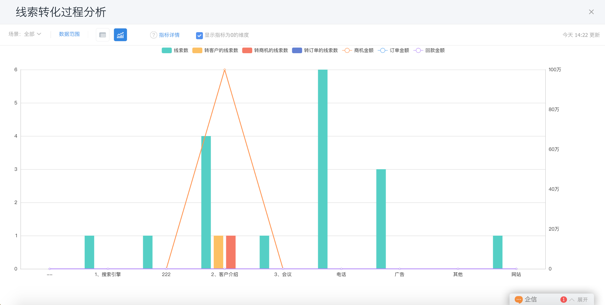 线索转化过程分析
场景: 全部
数据范围
指标详情
显示指标为0的维度
今天 14:22 更新
线索数 转客户的线索数 转商机的线索数 转订单的线索数 商机金额 订单金额 回款金额
6 100万
5 80万
4 60万
3 40万
2 20万
1
0 0
--- 1、搜索引擎 222 2、客户介绍 3、会议 电话 广告 其他 网站
企信 1 展开